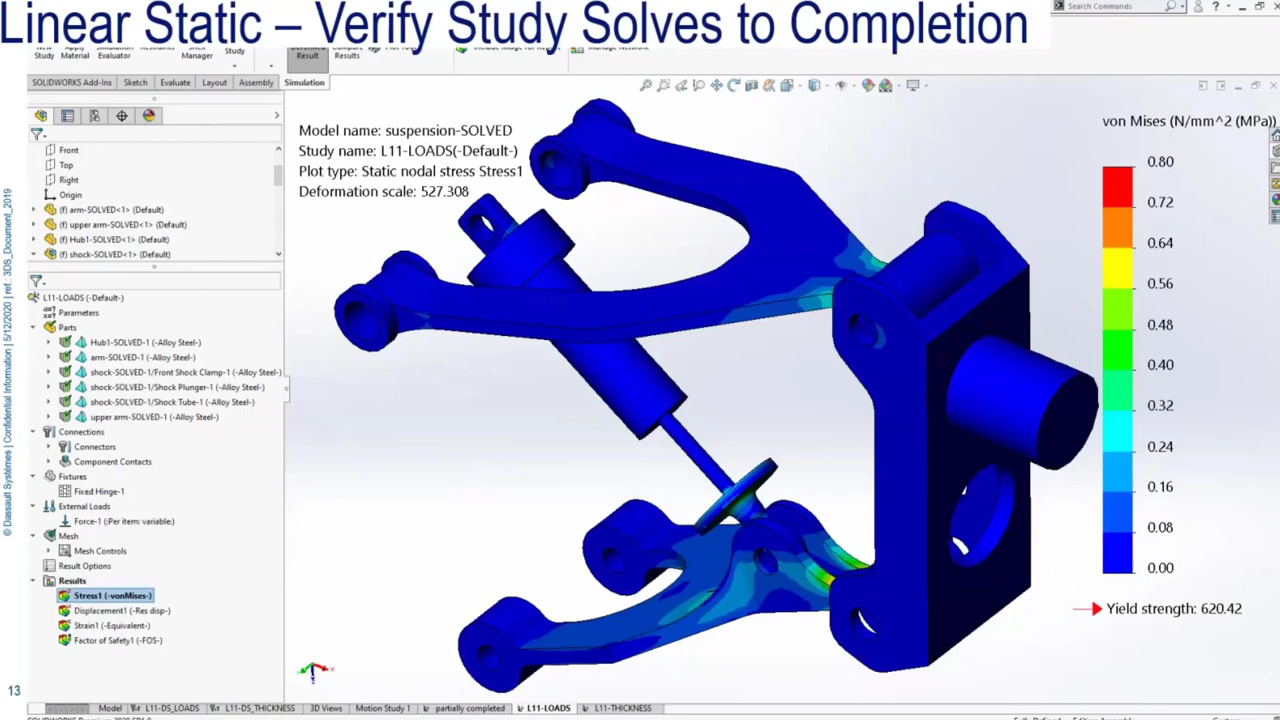 Linear Static – Verify Study Solves to Completion
Search Commands
Study Material Evaluator Manager Study Result Results
SOLIDWORKS Add-Ins Sketch Evaluate Layout Assembly Simulation
Front
Top
Right
Origin
(f) arm-SOLVED<1> (Default)
(f) upper arm-SOLVED<1> (Default)
(f) Hub1-SOLVED<1> (Default)
(f) shock-SOLVED<1> (Default)
L11-LOADS (-Default-)
Parameters
Parts
Hub1-SOLVED-1 (-Alloy Steel-)
arm-SOLVED-1 (-Alloy Steel-)
shock-SOLVED-1/Front Shock Clamp-1 (-Alloy Steel-)
shock-SOLVED-1/Shock Plunger-1 (-Alloy Steel-)
shock-SOLVED-1/Shock Tube-1 (-Alloy Steel-)
upper arm-SOLVED-1 (-Alloy Steel-)
Connections
Connectors
Component Contacts
Fixtures
Fixed Hinge-1
External Loads
Force-1 (:Per item: variable:)
Mesh
Mesh Controls
Result Options
Results
Stress1 (-vonMises-)
Displacement1 (-Res disp-)
Strain1 (-Equivalent-)
Factor of Safety1 (-FOS-)
Model name: suspension-SOLVED
Study name: L11-LOADS(-Default-)
Plot type: Static nodal stress Stress1
Deformation scale: 527.308
von Mises (N/mm^2 (MPa))
0.80
0.72
0.64
0.56
0.48
0.40
0.32
0.24
0.16
0.08
0.00
Yield strength: 620.42
Model L11-DS_LOADS L11-DS_THICKNESS 3D Views Motion Study 1 partially completed L11-LOADS L11-THICKNESS
© Dassault Systèmes | Confidential Information | 5/12/2020 | ref.: 3DS_Document_2019
13